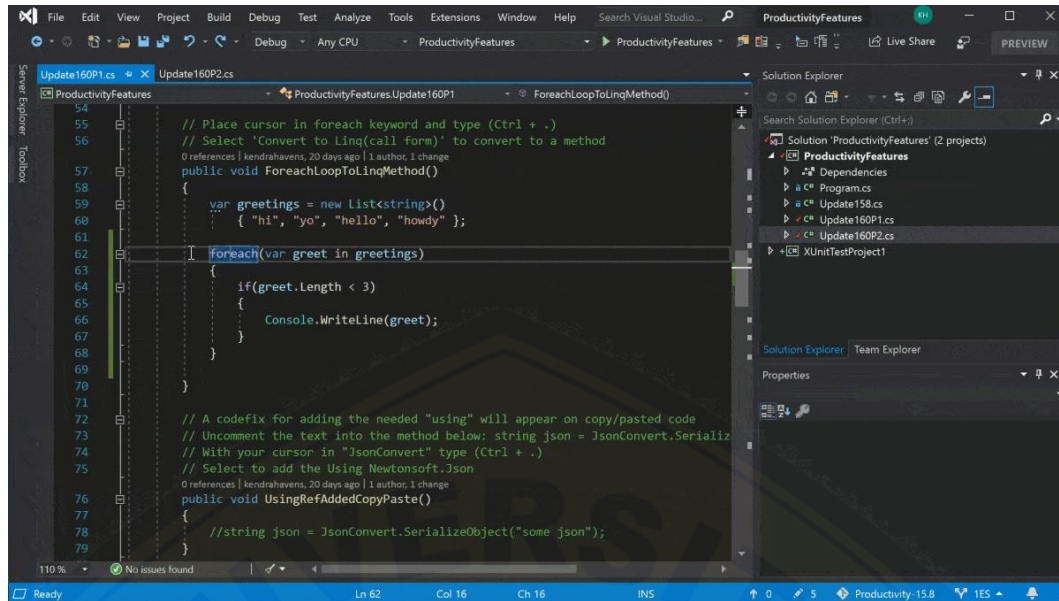 File Edit View Project Build Debug Test Analyze Tools Extensions Window Help Search Visual Studio... ProductivityFeatures KH
Debug Any CPU ProductivityFeatures ProductivityFeatures Live Share PREVIEW
Server Explorer
Toolbox
Update160P1.cs Update160P2.cs
ProductivityFeatures ProductivityFeatures.Update160P1 ForeachLoopToLinqMethod()
54
55 // Place cursor in foreach keyword and type (Ctrl + .)
56 // Select 'Convert to Linq(call form)' to convert to a method
0 references | kendrahavens, 20 days ago | 1 author, 1 change
57 public void ForeachLoopToLinqMethod()
58 {
59 var greetings = new List<string>()
60 { "hi", "yo", "hello", "howdy" };
61
62 foreach(var greet in greetings)
63 {
64 if(greet.Length < 3)
65 {
66 Console.WriteLine(greet);
67 }
68 }
69
70 }
71
72 // A codefix for adding the needed "using" will appear on copy/pasted code
73 // Uncomment the text into the method below: string json = JsonConvert.Serializ
74 // With your cursor in "JsonConvert" type (Ctrl + .)
75 // Select to add the Using Newtonsoft.Json
0 references | kendrahavens, 20 days ago | 1 author, 1 change
76 public void UsingRefAddedCopyPaste()
77 {
78 //string json = JsonConvert.SerializeObject("some json");
79 }
110 % No issues found
Solution Explorer
Search Solution Explorer (Ctrl+;)
Solution 'ProductivityFeatures' (2 projects)
C# ProductivityFeatures
Dependencies
C# Program.cs
C# Update158.cs
C# Update160P1.cs
C# Update160P2.cs
+ C# XUnitTestProject1
Solution Explorer Team Explorer
Properties
Ready Ln 62 Col 16 Ch 16 INS 0 5 Productivity-15.8 1ES